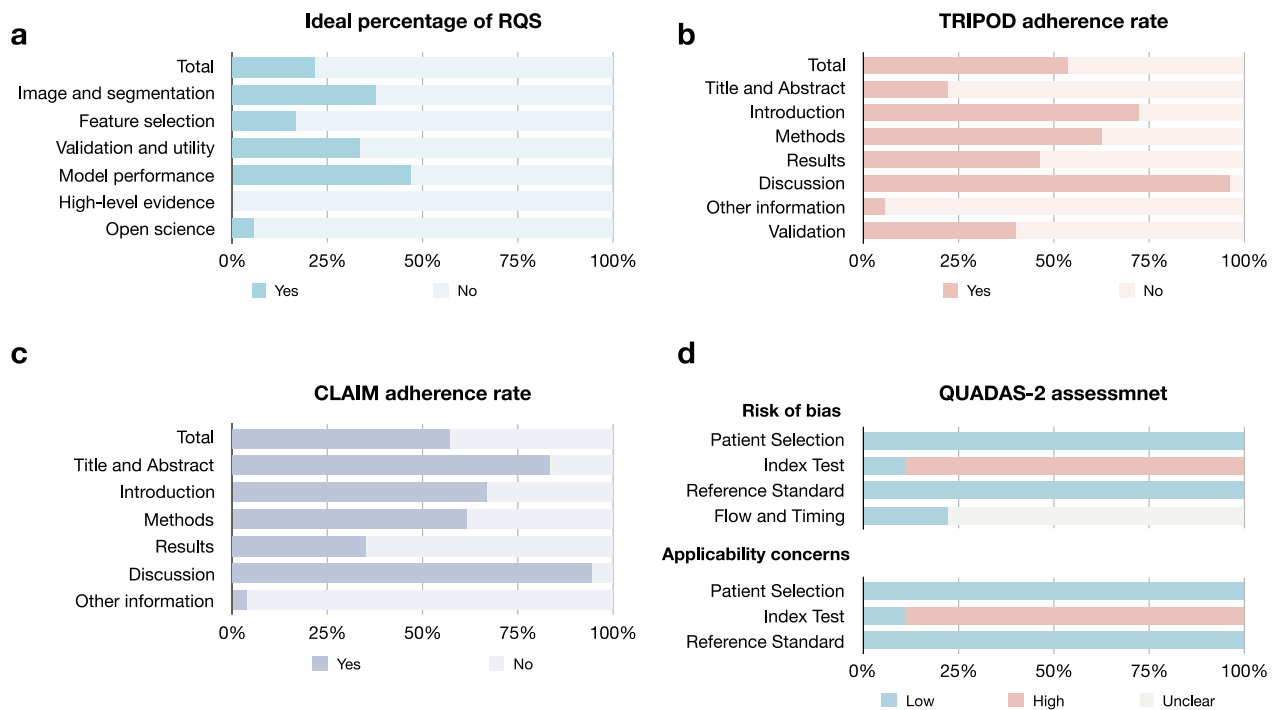 a
Ideal percentage of RQS
Total
Image and segmentation
Feature selection
Validation and utility
Model performance
High-level evidence
Open science
0% 25% 50% 75% 100%
Yes No
b
TRIPOD adherence rate
Total
Title and Abstract
Introduction
Methods
Results
Discussion
Other information
Validation
0% 25% 50% 75% 100%
Yes No
c
CLAIM adherence rate
Total
Title and Abstract
Introduction
Methods
Results
Discussion
Other information
0% 25% 50% 75% 100%
Yes No
d
QUADAS-2 assessmnet
Risk of bias
Patient Selection
Index Test
Reference Standard
Flow and Timing
Applicability concerns
Patient Selection
Index Test
Reference Standard
0% 25% 50% 75% 100%
Low High Unclear